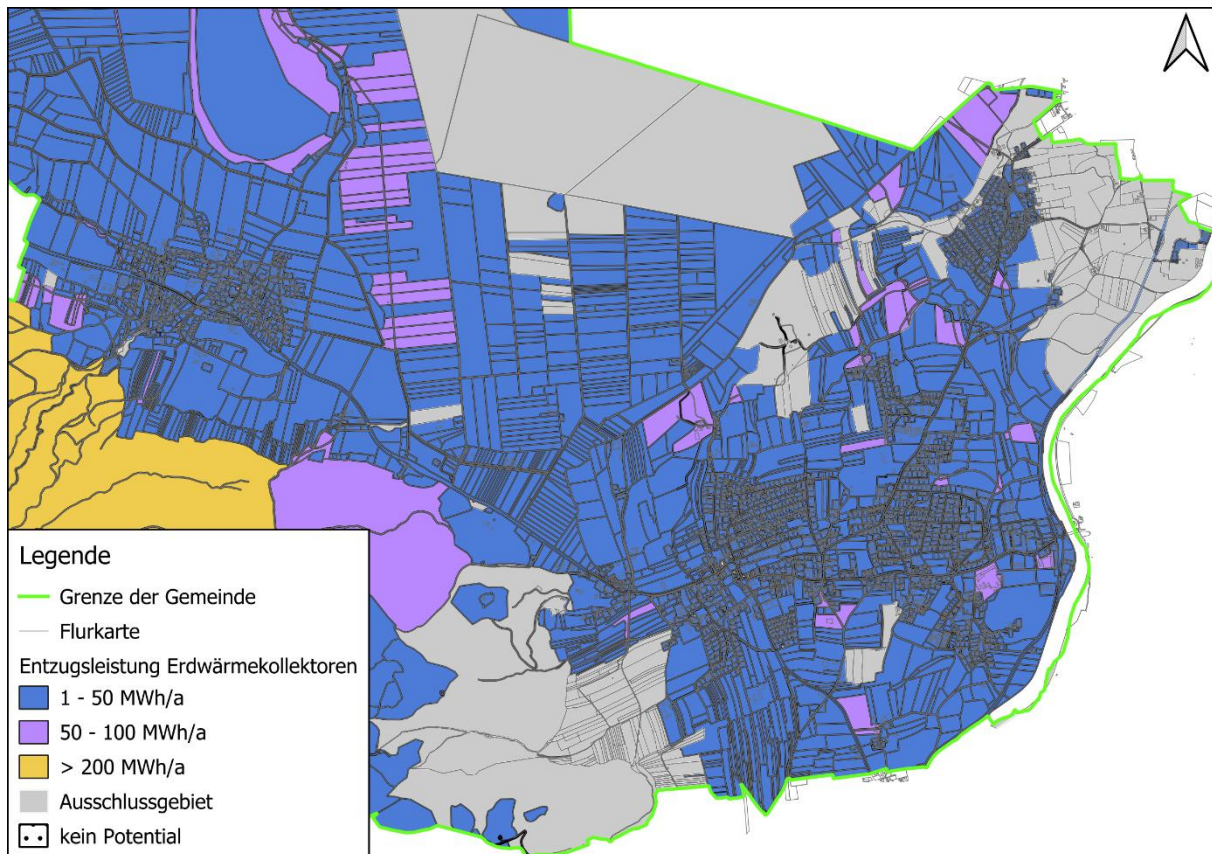 Legende
Grenze der Gemeinde
Flurkarte
Entzugsleistung Erdwärmekollektoren
1 - 50 MWh/a
50 - 100 MWh/a
> 200 MWh/a
Ausschlussgebiet
kein Potential